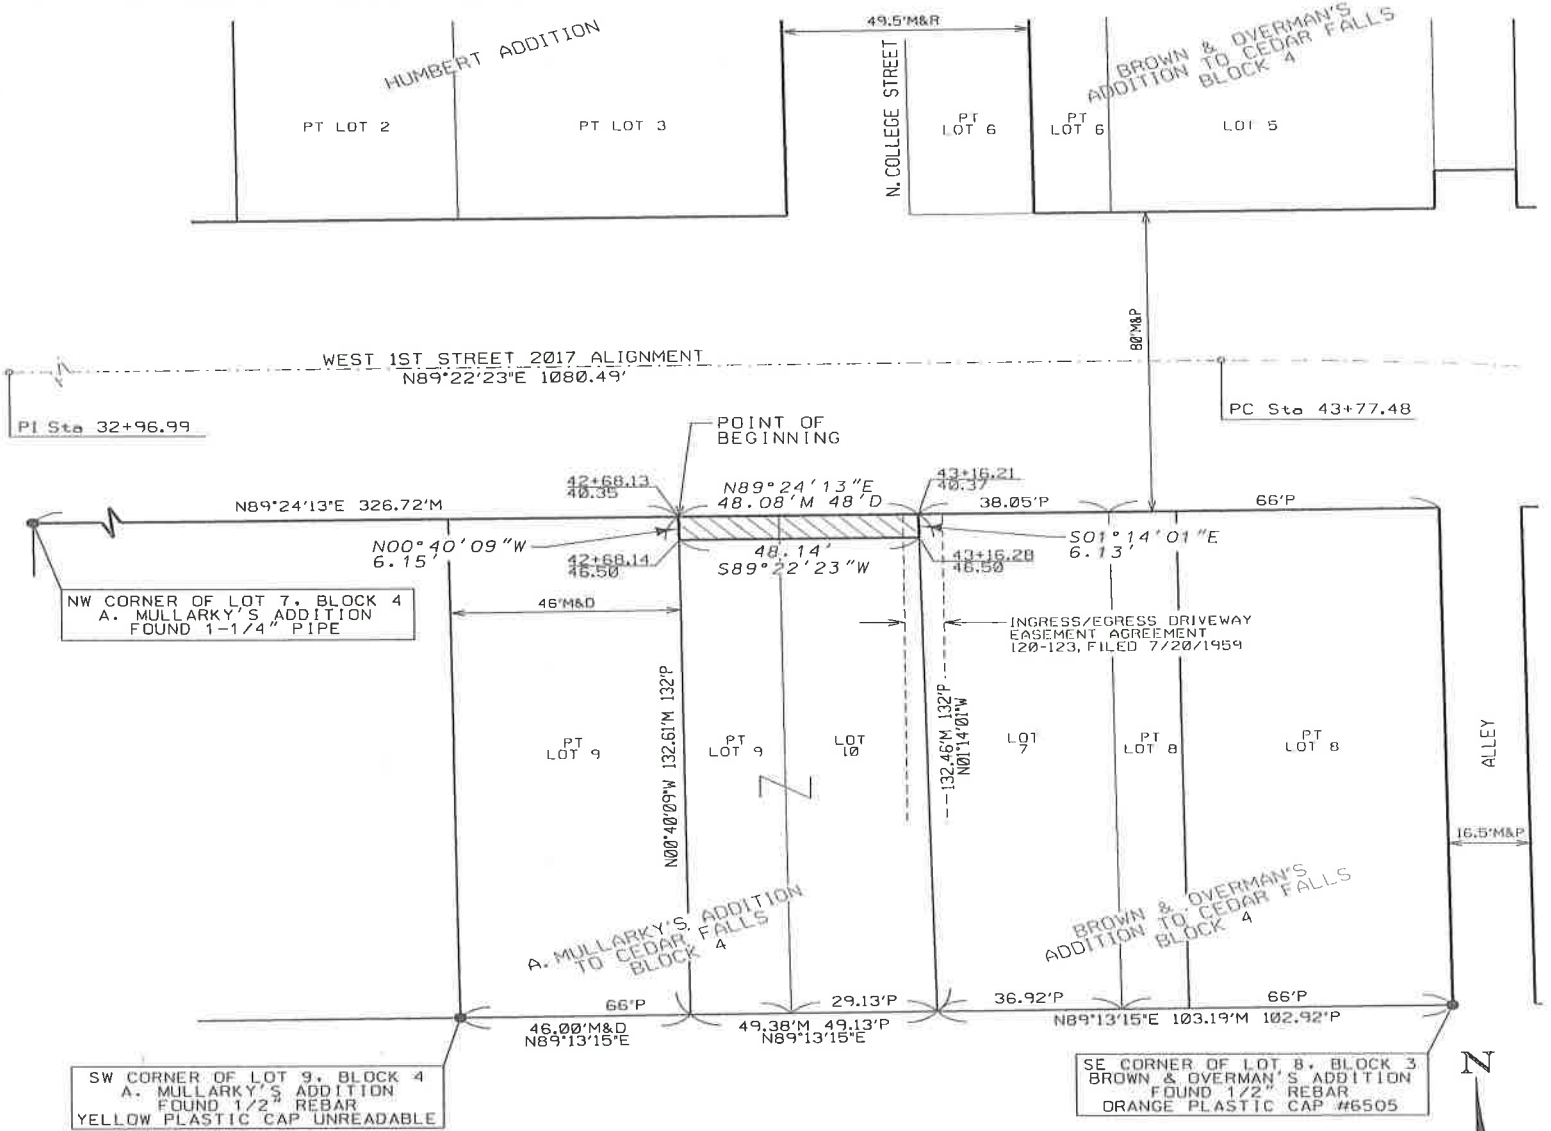 HUMBERT ADDITION
49.5'M&R
N. COLLEGE STREET
BROWN & OVERMAN'S
ADDITION TO CEDAR FALLS
BLOCK 4
PT LOT 2
PT LOT 3
PT
LOT 6
PT
LOT 6
LOT 5
80'M&P
WEST 1ST STREET 2017 ALIGNMENT
N89°22'23"E 1080.49'
PI Sta 32+96.99
PC Sta 43+77.48
POINT OF
BEGINNING
N89°24'13"E 326.72'M
42+68.13
40.35
N89°24'13"E
48.08'M 48'D
43+16.21
40.37
38.05'P
66'P
N00°40'09"W
6.15'
42+68.14
46.50
48.14'
S89°22'23"W
43+16.28
46.50
S01°14'01"E
6.13'
NW CORNER OF LOT 7, BLOCK 4
A. MULLARKY'S ADDITION
FOUND 1-1/4" PIPE
46'M&D
INGRESS/EGRESS DRIVEWAY
EASEMENT AGREEMENT
120-123, FILED 7/20/1959
N00°40'09"W 132.61'M 132'P
132.46'M 132'P
N01°14'01"W
PT
LOT 9
PT
LOT 9
LOT
10
LOT
7
PT
LOT 8
PT
LOT 8
ALLEY
16.5'M&P
A. MULLARKY'S ADDITION
TO CEDAR FALLS
BLOCK 4
BROWN & OVERMAN'S
ADDITION TO CEDAR FALLS
BLOCK 4
66'P
29.13'P
36.92'P
66'P
46.00'M&D
N89°13'15"E
49.38'M 49.13'P
N89°13'15"E
N89°13'15"E 103.19'M 102.92'P
SW CORNER OF LOT 9, BLOCK 4
A. MULLARKY'S ADDITION
FOUND 1/2" REBAR
YELLOW PLASTIC CAP UNREADABLE
SE CORNER OF LOT 8, BLOCK 3
BROWN & OVERMAN'S ADDITION
FOUND 1/2" REBAR
ORANGE PLASTIC CAP #6505
N